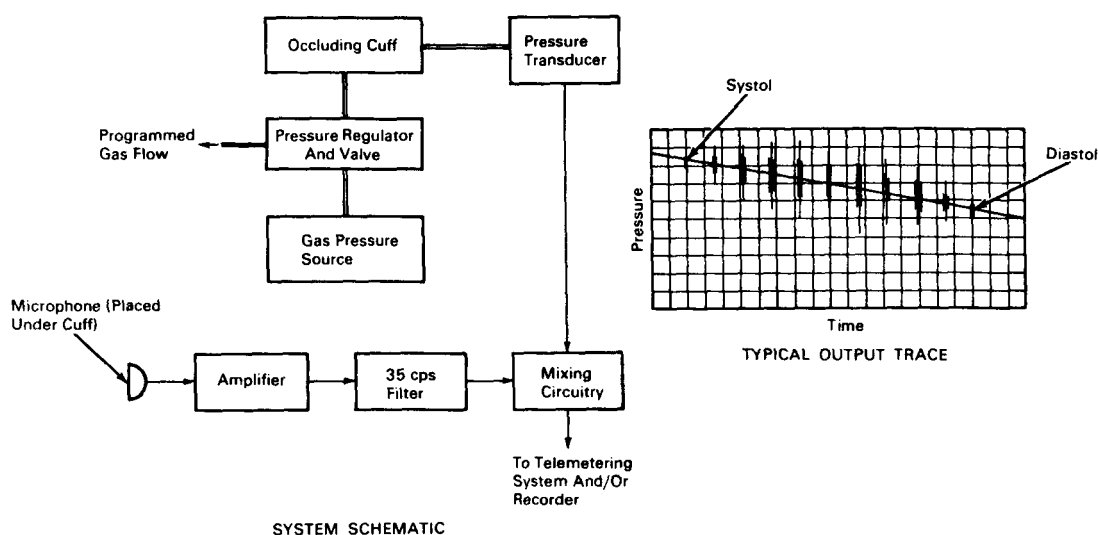 Occluding Cuff
Pressure
Transducer
Programmed
Gas Flow
Pressure Regulator
And Valve
Gas Pressure
Source
Microphone (Placed
Under Cuff)
Amplifier
35 cps
Filter
Mixing
Circuitry
To Telemetering
System And/Or
Recorder
SYSTEM SCHEMATIC
Systol
Diastol
Pressure
Time
TYPICAL OUTPUT TRACE